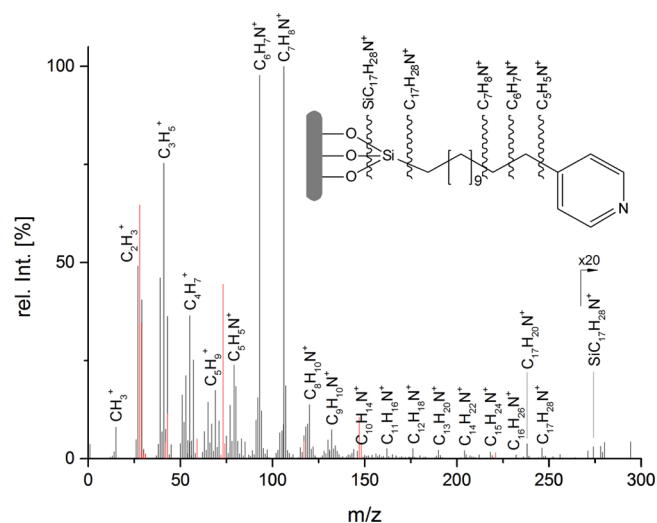 C6H7N+
C7H8N+
SiC17H28N+
C17H28N+
C7H8N+
C6H7N+
C5H5N+
O
O
O
Si
9
N
100
50
0
rel. Int. [%]
CH3+
C2H3+
C3H5+
C4H7+
C5H9+
C5H5N+
C8H10N+
C9H10N+
C10H14N+
C11H16N+
C12H18N+
C13H20N+
C14H22N+
C15H24N+
C16H26N+
C17H20N+
C17H28N+
SiC17H28N+
x20
0 50 100 150 200 250 300
m/z